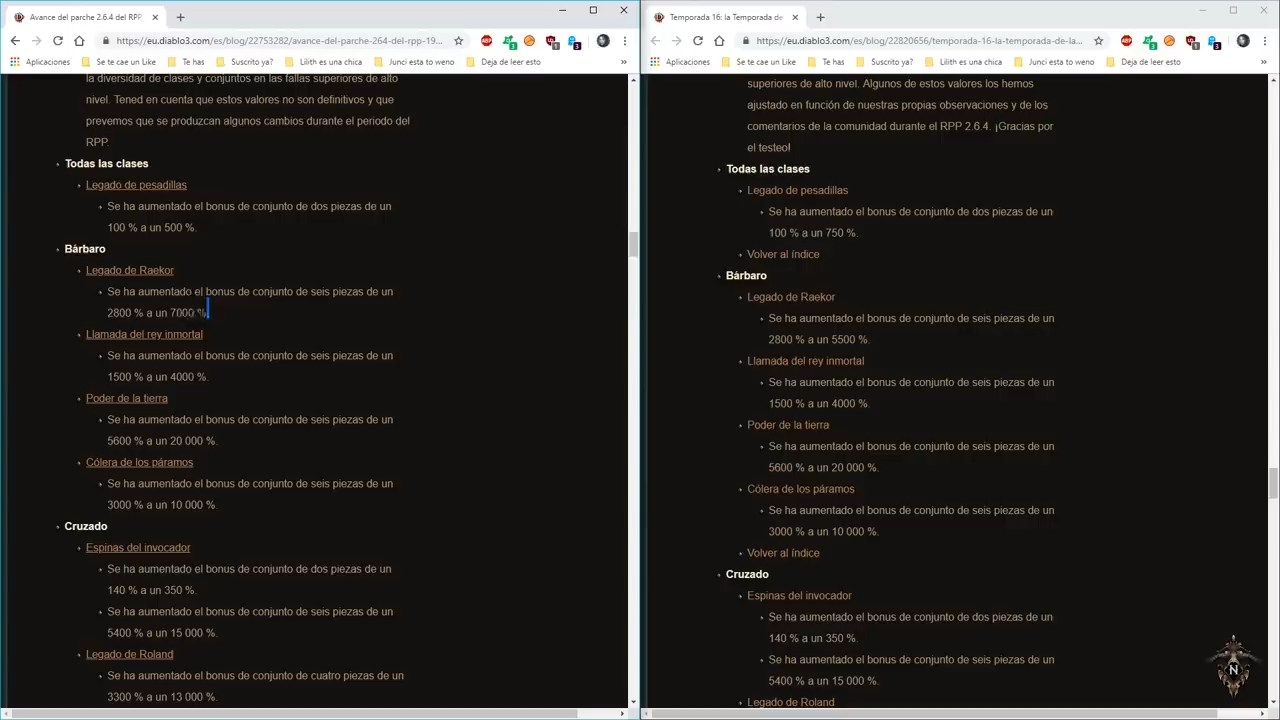 Avance del parche 2.6.4 del RPP
https://eu.diablo3.com/es/blog/22753282/avance-del-parche-264-del-rpp-19...
Aplicaciones Se te cae un Like Te has Suscrito ya? Lilith es una chica Junci esta to weno Deja de leer esto »
la diversidad de clases y conjuntos en las fallas superiores de alto
nivel. Tened en cuenta que estos valores no son definitivos y que
prevemos que se produzcan algunos cambios durante el periodo del
RPP.
Todas las clases
Legado de pesadillas
Se ha aumentado el bonus de conjunto de dos piezas de un
100 % a un 500 %.
Bárbaro
Legado de Raekor
Se ha aumentado el bonus de conjunto de seis piezas de un
2800 % a un 7000 %.
Llamada del rey inmortal
Se ha aumentado el bonus de conjunto de seis piezas de un
1500 % a un 4000 %.
Poder de la tierra
Se ha aumentado el bonus de conjunto de seis piezas de un
5600 % a un 20 000 %.
Cólera de los páramos
Se ha aumentado el bonus de conjunto de seis piezas de un
3000 % a un 10 000 %.
Cruzado
Espinas del invocador
Se ha aumentado el bonus de conjunto de dos piezas de un
140 % a un 350 %.
Se ha aumentado el bonus de conjunto de seis piezas de un
5400 % a un 15 000 %.
Legado de Roland
Se ha aumentado el bonus de conjunto de cuatro piezas de un
3300 % a un 13 000 %.
Temporada 16: la Temporada de
https://eu.diablo3.com/es/blog/22820656/temporada-16-la-temporada-de-la...
Aplicaciones Se te cae un Like Te has Suscrito ya? Lilith es una chica Junci esta to weno Deja de leer esto »
superiores de alto nivel. Algunos de estos valores los hemos
ajustado en función de nuestras propias observaciones y de los
comentarios de la comunidad durante el RPP 2.6.4. ¡Gracias por
el testeo!
Todas las clases
Legado de pesadillas
Se ha aumentado el bonus de conjunto de dos piezas de un
100 % a un 750 %.
Volver al índice
Bárbaro
Legado de Raekor
Se ha aumentado el bonus de conjunto de seis piezas de un
2800 % a un 5500 %.
Llamada del rey inmortal
Se ha aumentado el bonus de conjunto de seis piezas de un
1500 % a un 4000 %.
Poder de la tierra
Se ha aumentado el bonus de conjunto de seis piezas de un
5600 % a un 20 000 %.
Cólera de los páramos
Se ha aumentado el bonus de conjunto de seis piezas de un
3000 % a un 10 000 %.
Volver al índice
Cruzado
Espinas del invocador
Se ha aumentado el bonus de conjunto de dos piezas de un
140 % a un 350 %.
Se ha aumentado el bonus de conjunto de seis piezas de un
5400 % a un 15 000 %.
Legado de Roland
N